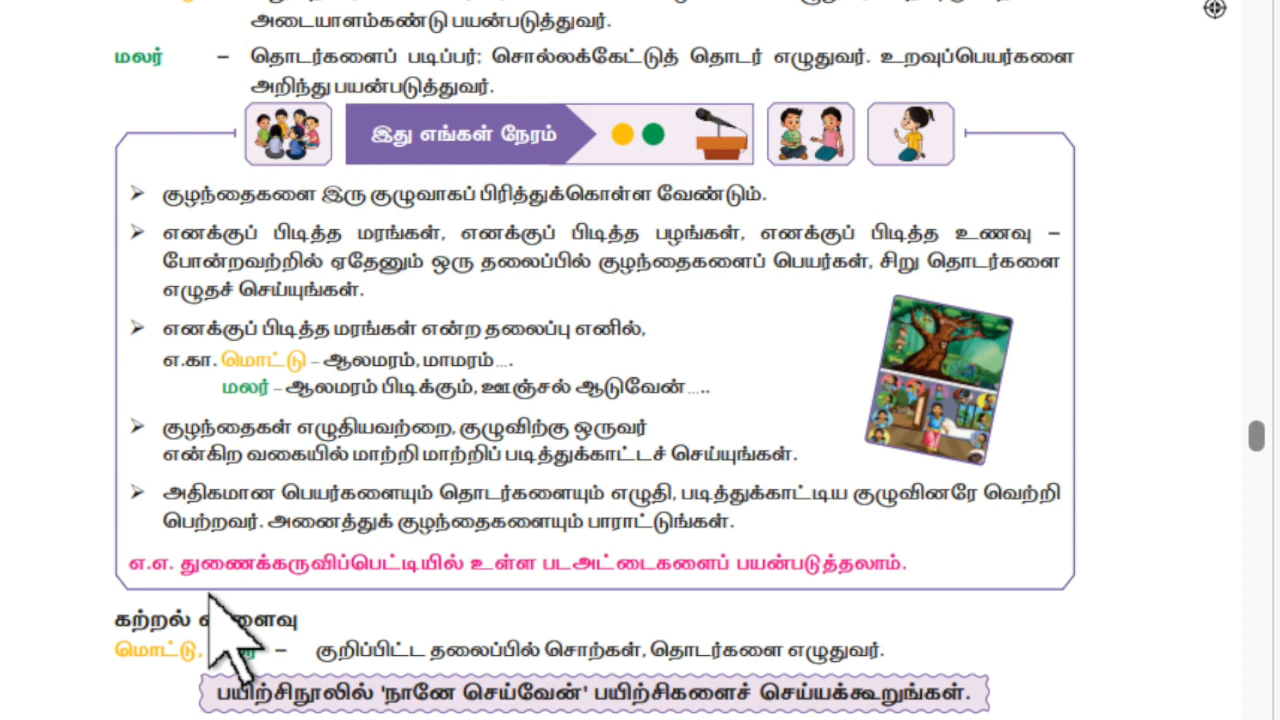 அடையாளம்கண்டு பயன்படுத்துவர்.
மலர் – தொடர்களைப் படிப்பர்; சொல்லக்கேட்டுத் தொடர் எழுதுவர். உறவுப்பெயர்களை
அறிந்து பயன்படுத்துவர்.
இது எங்கள் நேரம்
➢ குழந்தைகளை இரு குழுவாகப் பிரித்துக்கொள்ள வேண்டும்.
➢ எனக்குப் பிடித்த மரங்கள், எனக்குப் பிடித்த பழங்கள், எனக்குப் பிடித்த உணவு –
போன்றவற்றில் ஏதேனும் ஒரு தலைப்பில் குழந்தைகளைப் பெயர்கள், சிறு தொடர்களை
எழுதச் செய்யுங்கள்.
➢ எனக்குப் பிடித்த மரங்கள் என்ற தலைப்பு எனில்,
எ.கா. மொட்டு – ஆலமரம், மாமரம்....
மலர் – ஆலமரம் பிடிக்கும், ஊஞ்சல் ஆடுவேன்.....
➢ குழந்தைகள் எழுதியவற்றை, குழுவிற்கு ஒருவர்
என்கிற வகையில் மாற்றி மாற்றிப் படித்துக்காட்டச் செய்யுங்கள்.
➢ அதிகமான பெயர்களையும் தொடர்களையும் எழுதி, படித்துக்காட்டிய குழுவினரே வெற்றி
பெற்றவர். அனைத்துக் குழந்தைகளையும் பாராட்டுங்கள்.
எ.எ. துணைக்கருவிப்பெட்டியில் உள்ள படஅட்டைகளைப் பயன்படுத்தலாம்.
கற்றல்
மொட்டு, – குறிப்பிட்ட தலைப்பில் சொற்கள், தொடர்களை எழுதுவர்.
பயிற்சிநூலில் 'நானே செய்வேன்' பயிற்சிகளைச் செய்யக்கூறுங்கள்.